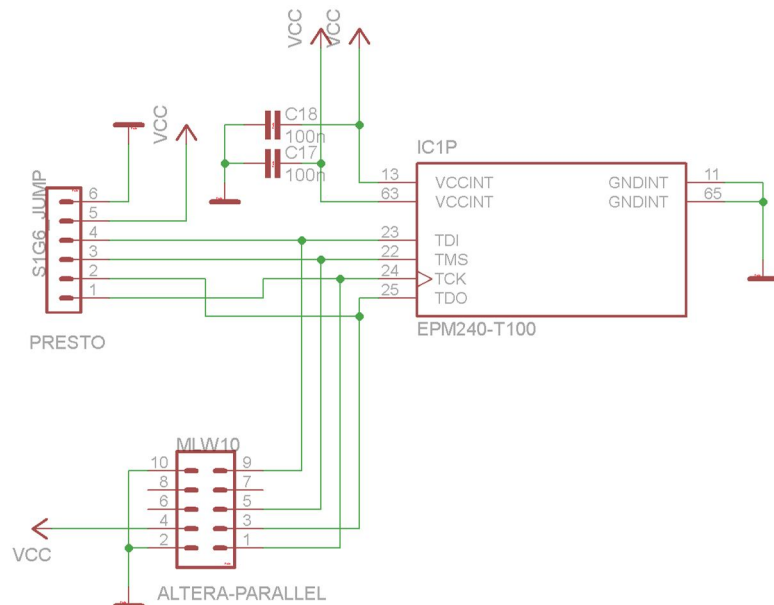 VCC
VCC
VCC
C18
100n
C17
100n
IC1P
13
VCCINT
GNDINT
11
63
VCCINT
GNDINT
65
23
TDI
22
TMS
24
TCK
25
TDO
EPM240-T100
S1G6_JUMP
6
5
4
3
2
1
PRESTO
MLW10
10
9
8
7
6
5
4
3
2
1
VCC
ALTERA-PARALLEL